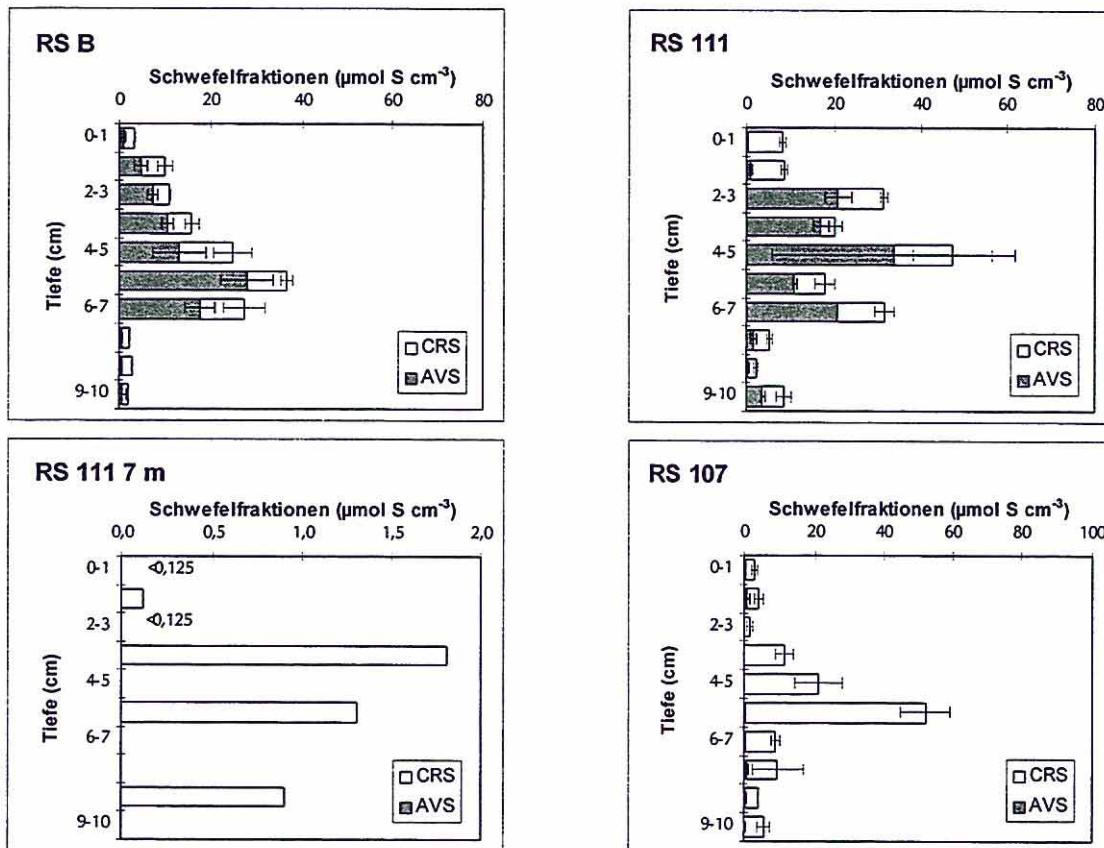 RS B
Schwefelfraktionen (µmol S cm⁻³)
0 20 40 60 80
Tiefe (cm)
0-1
2-3
4-5
6-7
9-10
CRS
AVS
RS 111
Schwefelfraktionen (µmol S cm⁻³)
0 20 40 60 80
Tiefe (cm)
0-1
2-3
4-5
6-7
9-10
CRS
AVS
RS 111 7 m
Schwefelfraktionen (µmol S cm⁻³)
0,0 0,5 1,0 1,5 2,0
Tiefe (cm)
0-1 <0,125
2-3 <0,125
4-5
6-7
9-10
CRS
AVS
RS 107
Schwefelfraktionen (µmol S cm⁻³)
0 20 40 60 80 100
Tiefe (cm)
0-1
2-3
4-5
6-7
9-10
CRS
AVS